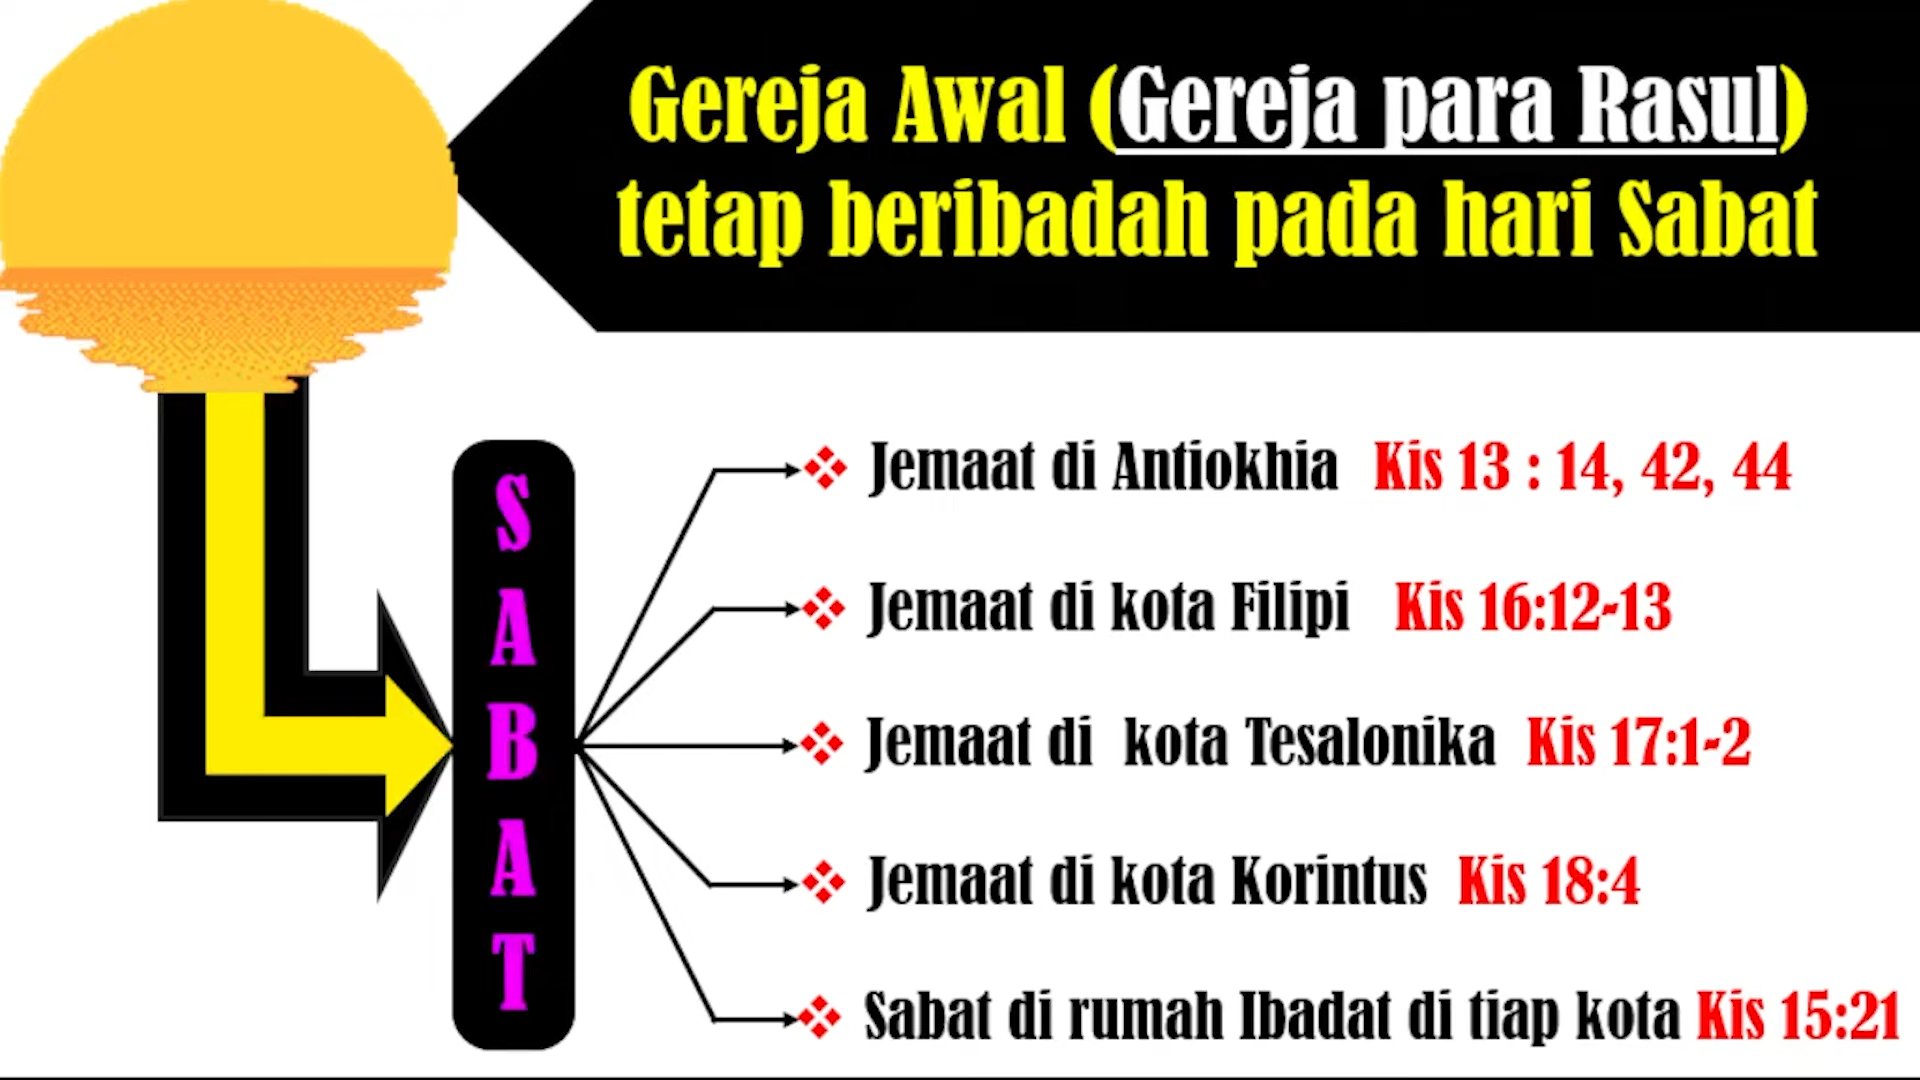 Gereja Awal (Gereja para Rasul)
tetap beribadah pada hari Sabat
SABAT
Jemaat di Antiokhia Kis 13 : 14, 42, 44
Jemaat di kota Filipi Kis 16:12-13
Jemaat di kota Tesalonika Kis 17:1-2
Jemaat di kota Korintus Kis 18:4
Sabat di rumah Ibadat di tiap kota Kis 15:21